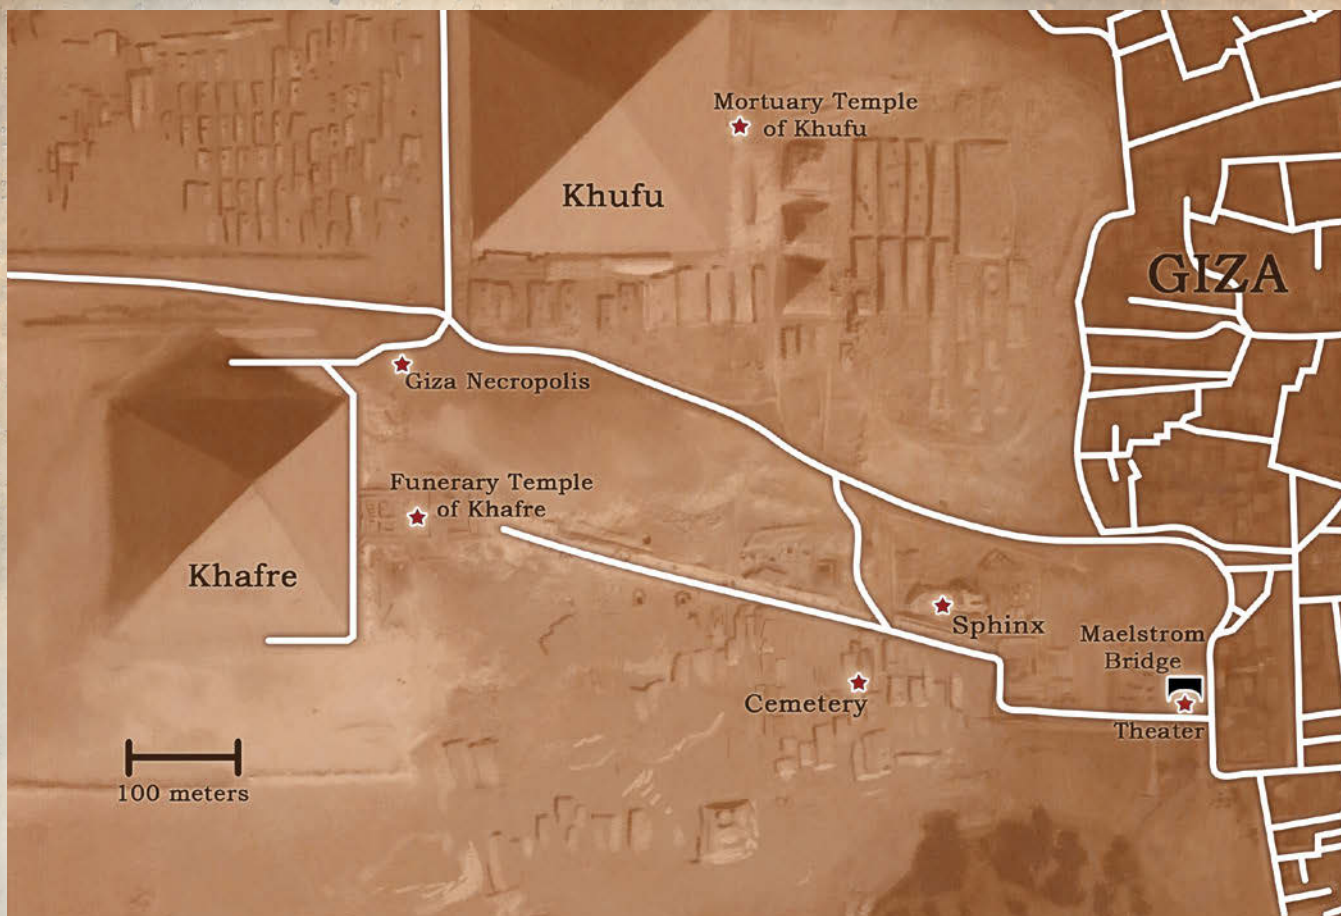 Mortuary Temple
of Khufu
Khufu
GIZA
Giza Necropolis
Funerary Temple
of Khafre
Khafre
Sphinx
Maelstrom
Bridge
Cemetery
Theater
100 meters